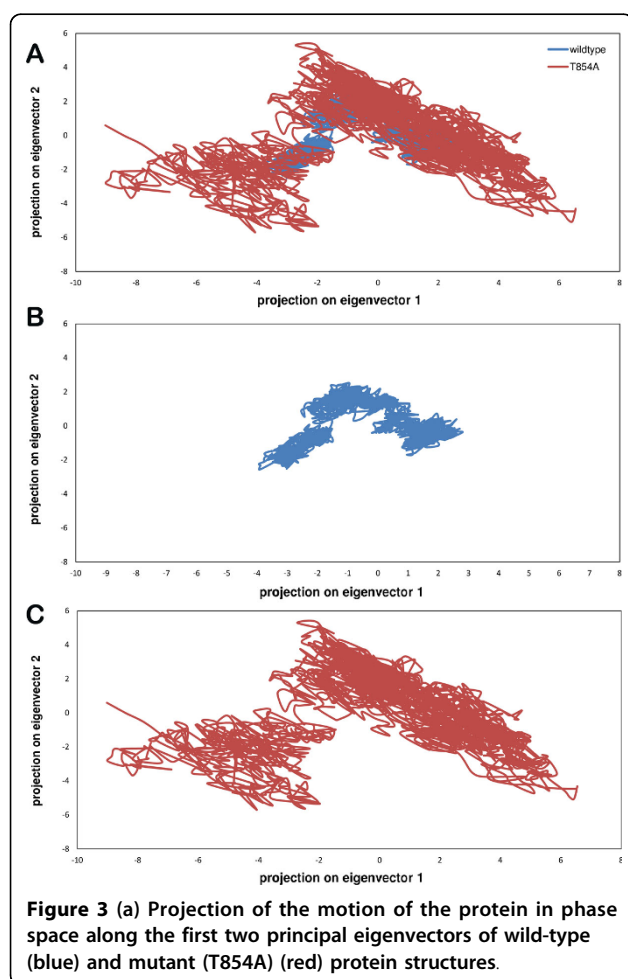 A
wildtype
T854A
6
4
2
0
-2
-4
-6
-8
projection on eigenvector 2
-10 -8 -6 -4 -2 0 2 4 6 8
projection on eigenvector 1
B
6
4
2
0
-2
-4
-6
-8
projection on eigenvector 2
-10 -9 -8 -7 -6 -5 -4 -3 -2 -1 0 1 2 3 4 5 6 7 8
projection on eigenvector 1
C
6
4
2
0
-2
-4
-6
-8
projection on eigenvector 2
-10 -8 -6 -4 -2 0 2 4 6 8
projection on eigenvector 1
Figure 3 (a) Projection of the motion of the protein in phase
space along the first two principal eigenvectors of wild-type
(blue) and mutant (T854A) (red) protein structures.